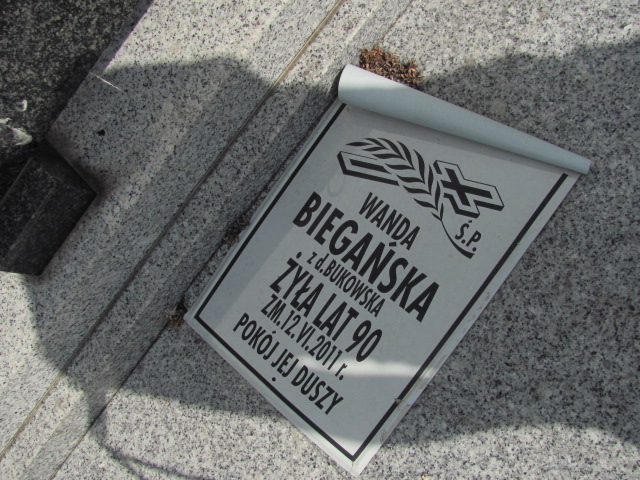 Ś.P.
WANDA
BIEGAŃSKA
z d.BUKOWSKA
ŻYŁA LAT 90
ZM.12.VI.2011 r.
POKÓJ JEJ DUSZY